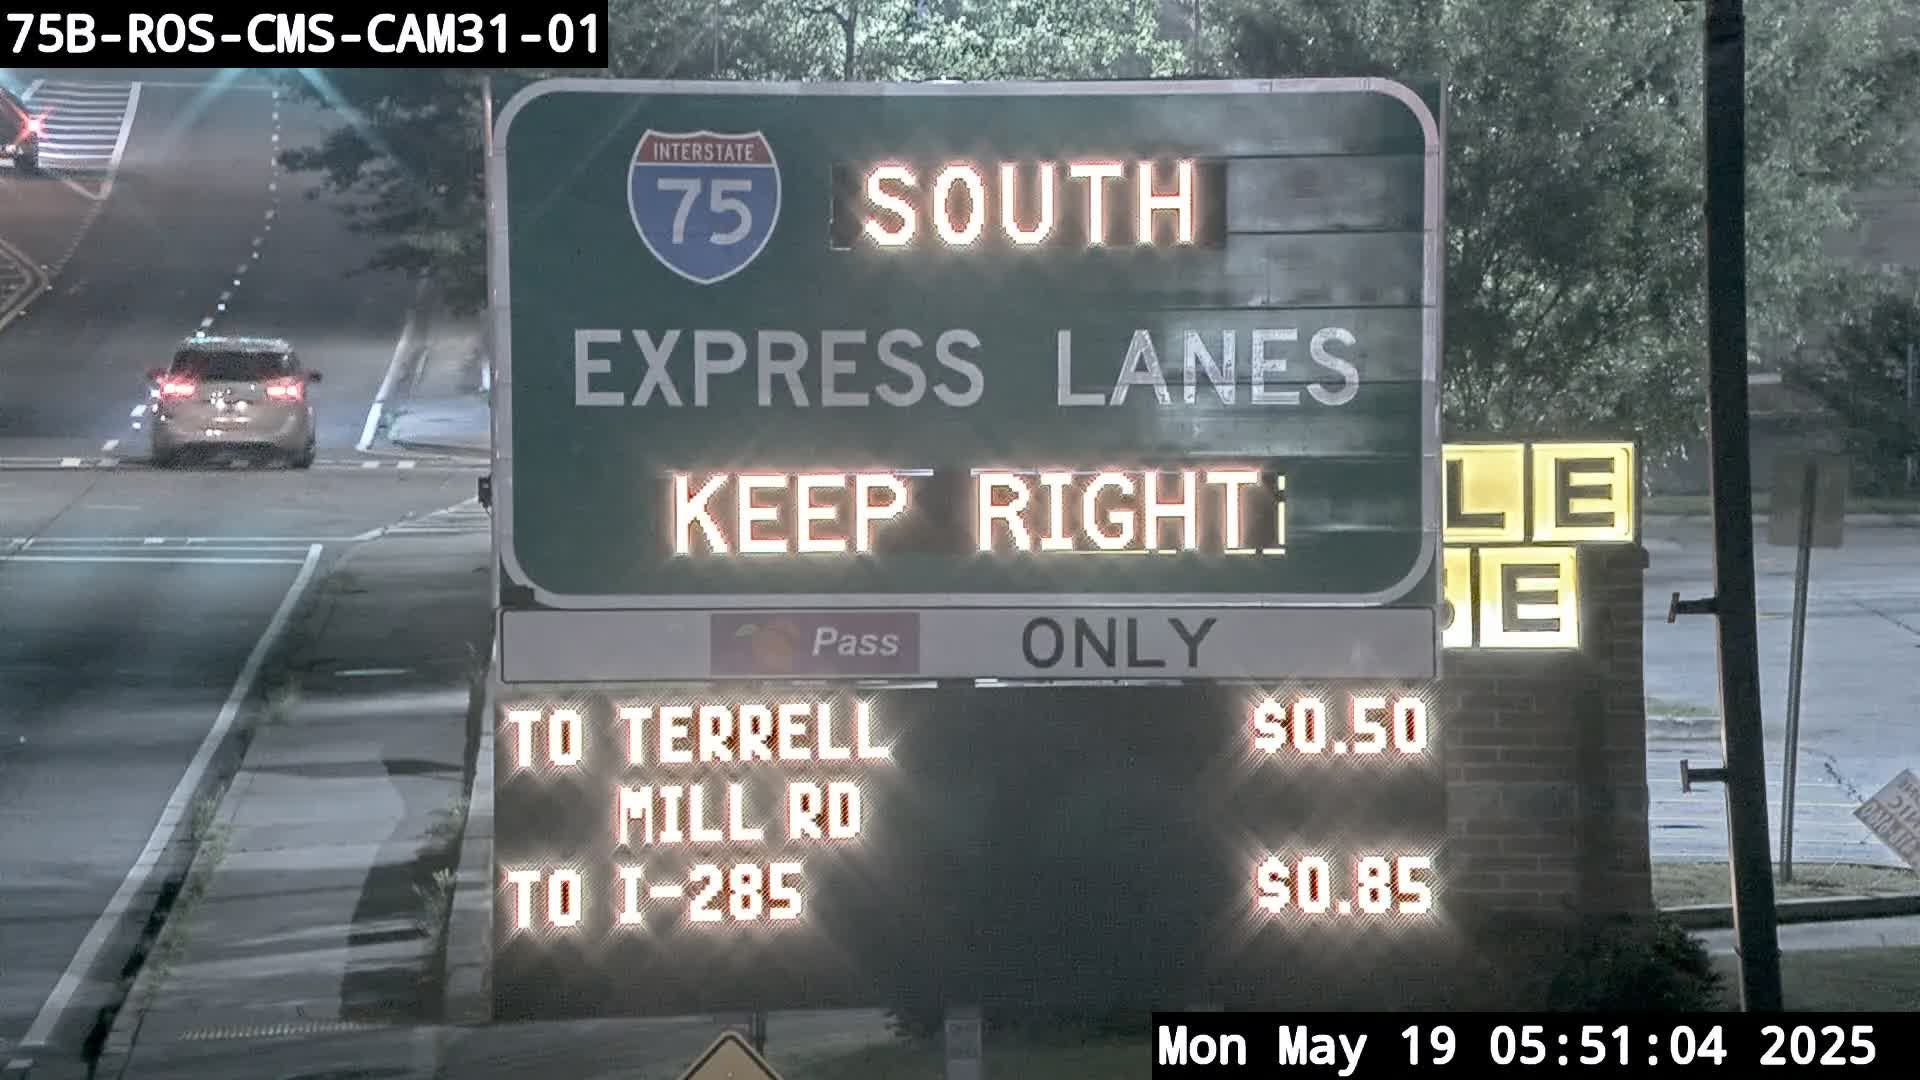 75B-ROS-CMS-CAM31-01
INTERSTATE
75
SOUTH
EXPRESS LANES
KEEP RIGHT
LE
E
Pass ONLY
TO TERRELL $0.50
MILL RD
TO I-285 $0.85
Mon May 19 05:51:04 2025